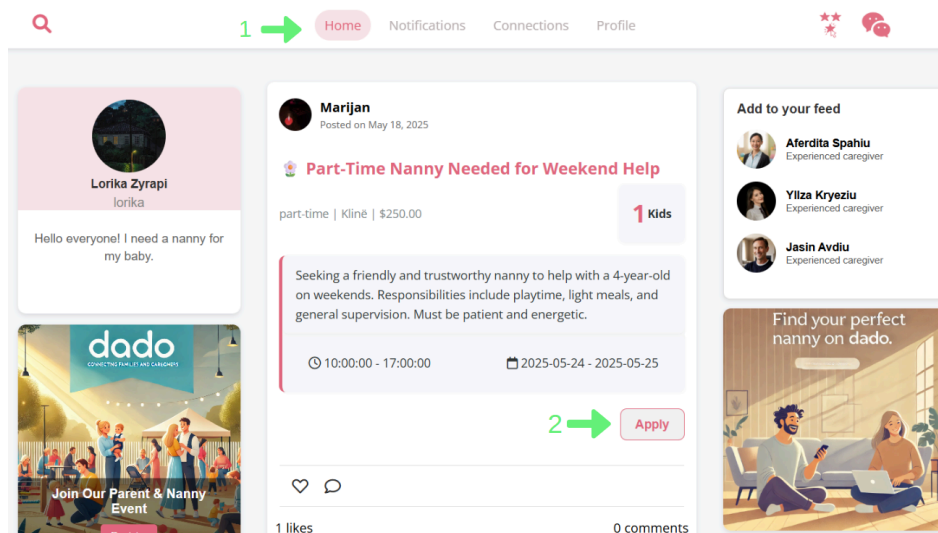 1
Home
Notifications
Connections
Profile
Lorika Zyrapi
lorika
Hello everyone! I need a nanny for
my baby.
dado
CONNECTING FAMILIES AND CAREGIVERS
Join Our Parent & Nanny
Event
Marijan
Posted on May 18, 2025
Part-Time Nanny Needed for Weekend Help
part-time | Klinë | $250.00
1 Kids
Seeking a friendly and trustworthy nanny to help with a 4-year-old
on weekends. Responsibilities include playtime, light meals, and
general supervision. Must be patient and energetic.
10:00:00 - 17:00:00
2025-05-24 - 2025-05-25
2
Apply
1 likes
0 comments
Add to your feed
Aferdita Spahiu
Experienced caregiver
Yllza Kryeziu
Experienced caregiver
Jasin Avdiu
Experienced caregiver
Find your perfect
nanny on dado.